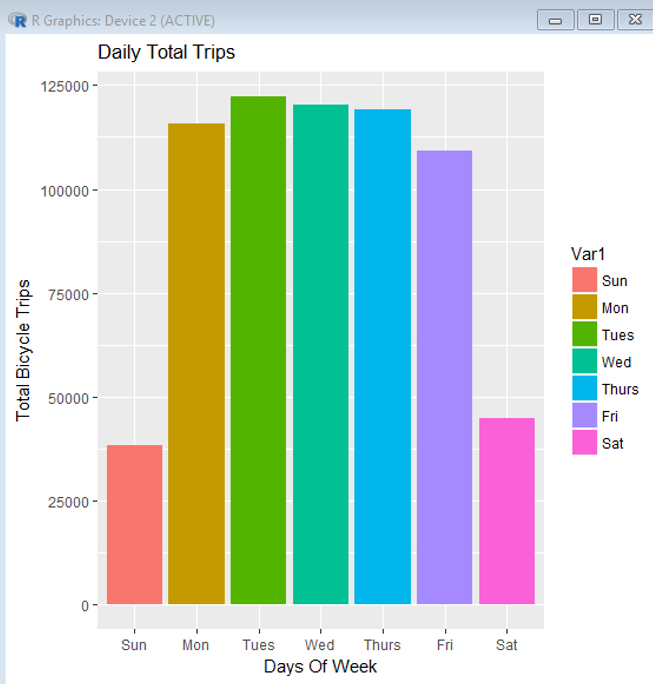 R Graphics: Device 2 (ACTIVE)
Daily Total Trips
125000
100000
75000
50000
25000
0
Total Bicycle Trips
Sun Mon Tues Wed Thurs Fri Sat
Days Of Week
Var1
Sun
Mon
Tues
Wed
Thurs
Fri
Sat